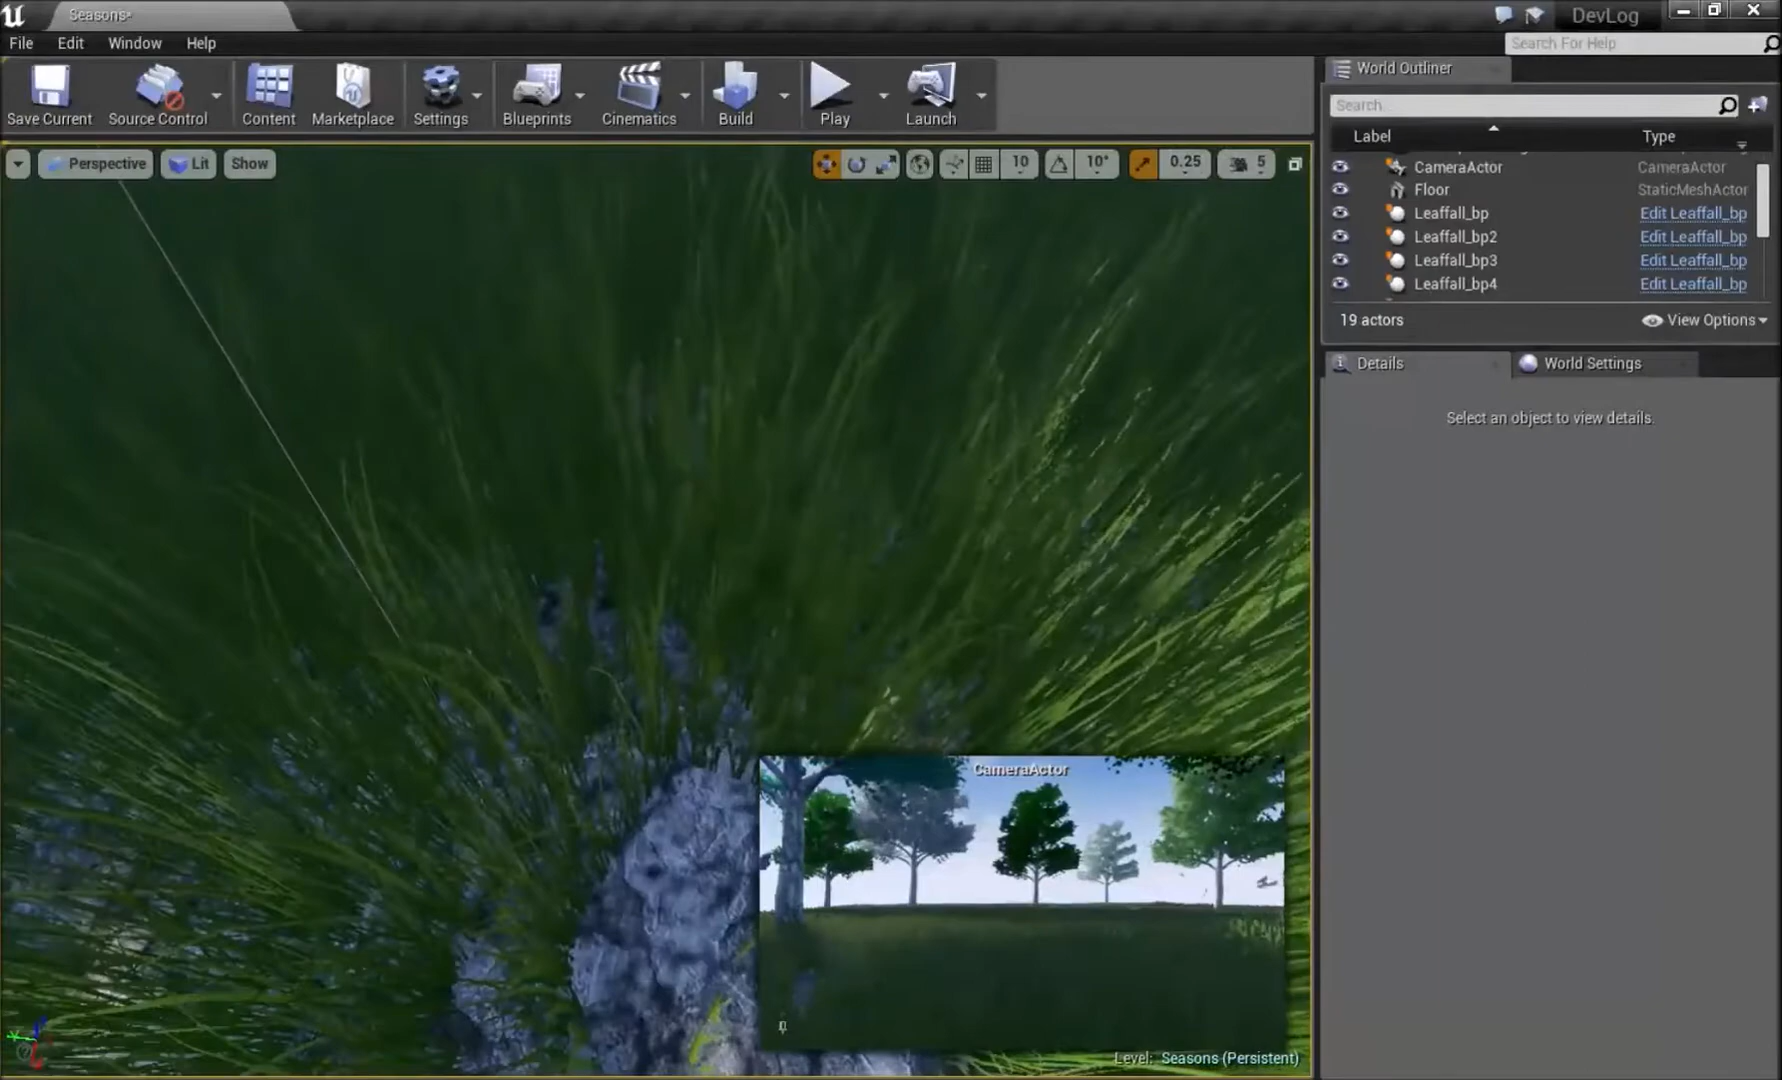 Seasons*
DevLog
File Edit Window Help
Search For Help
Save Current Source Control Content Marketplace Settings Blueprints Cinematics Build Play Launch
World Outliner
Search...
Label Type
Perspective Lit Show 10 10° 0.25 5
CameraActor CameraActor
Floor StaticMeshActor
Leaffall_bp Edit Leaffall_bp
Leaffall_bp2 Edit Leaffall_bp
Leaffall_bp3 Edit Leaffall_bp
Leaffall_bp4 Edit Leaffall_bp
19 actors View Options
Details World Settings
Select an object to view details.
CameraActor
Level: Seasons (Persistent)